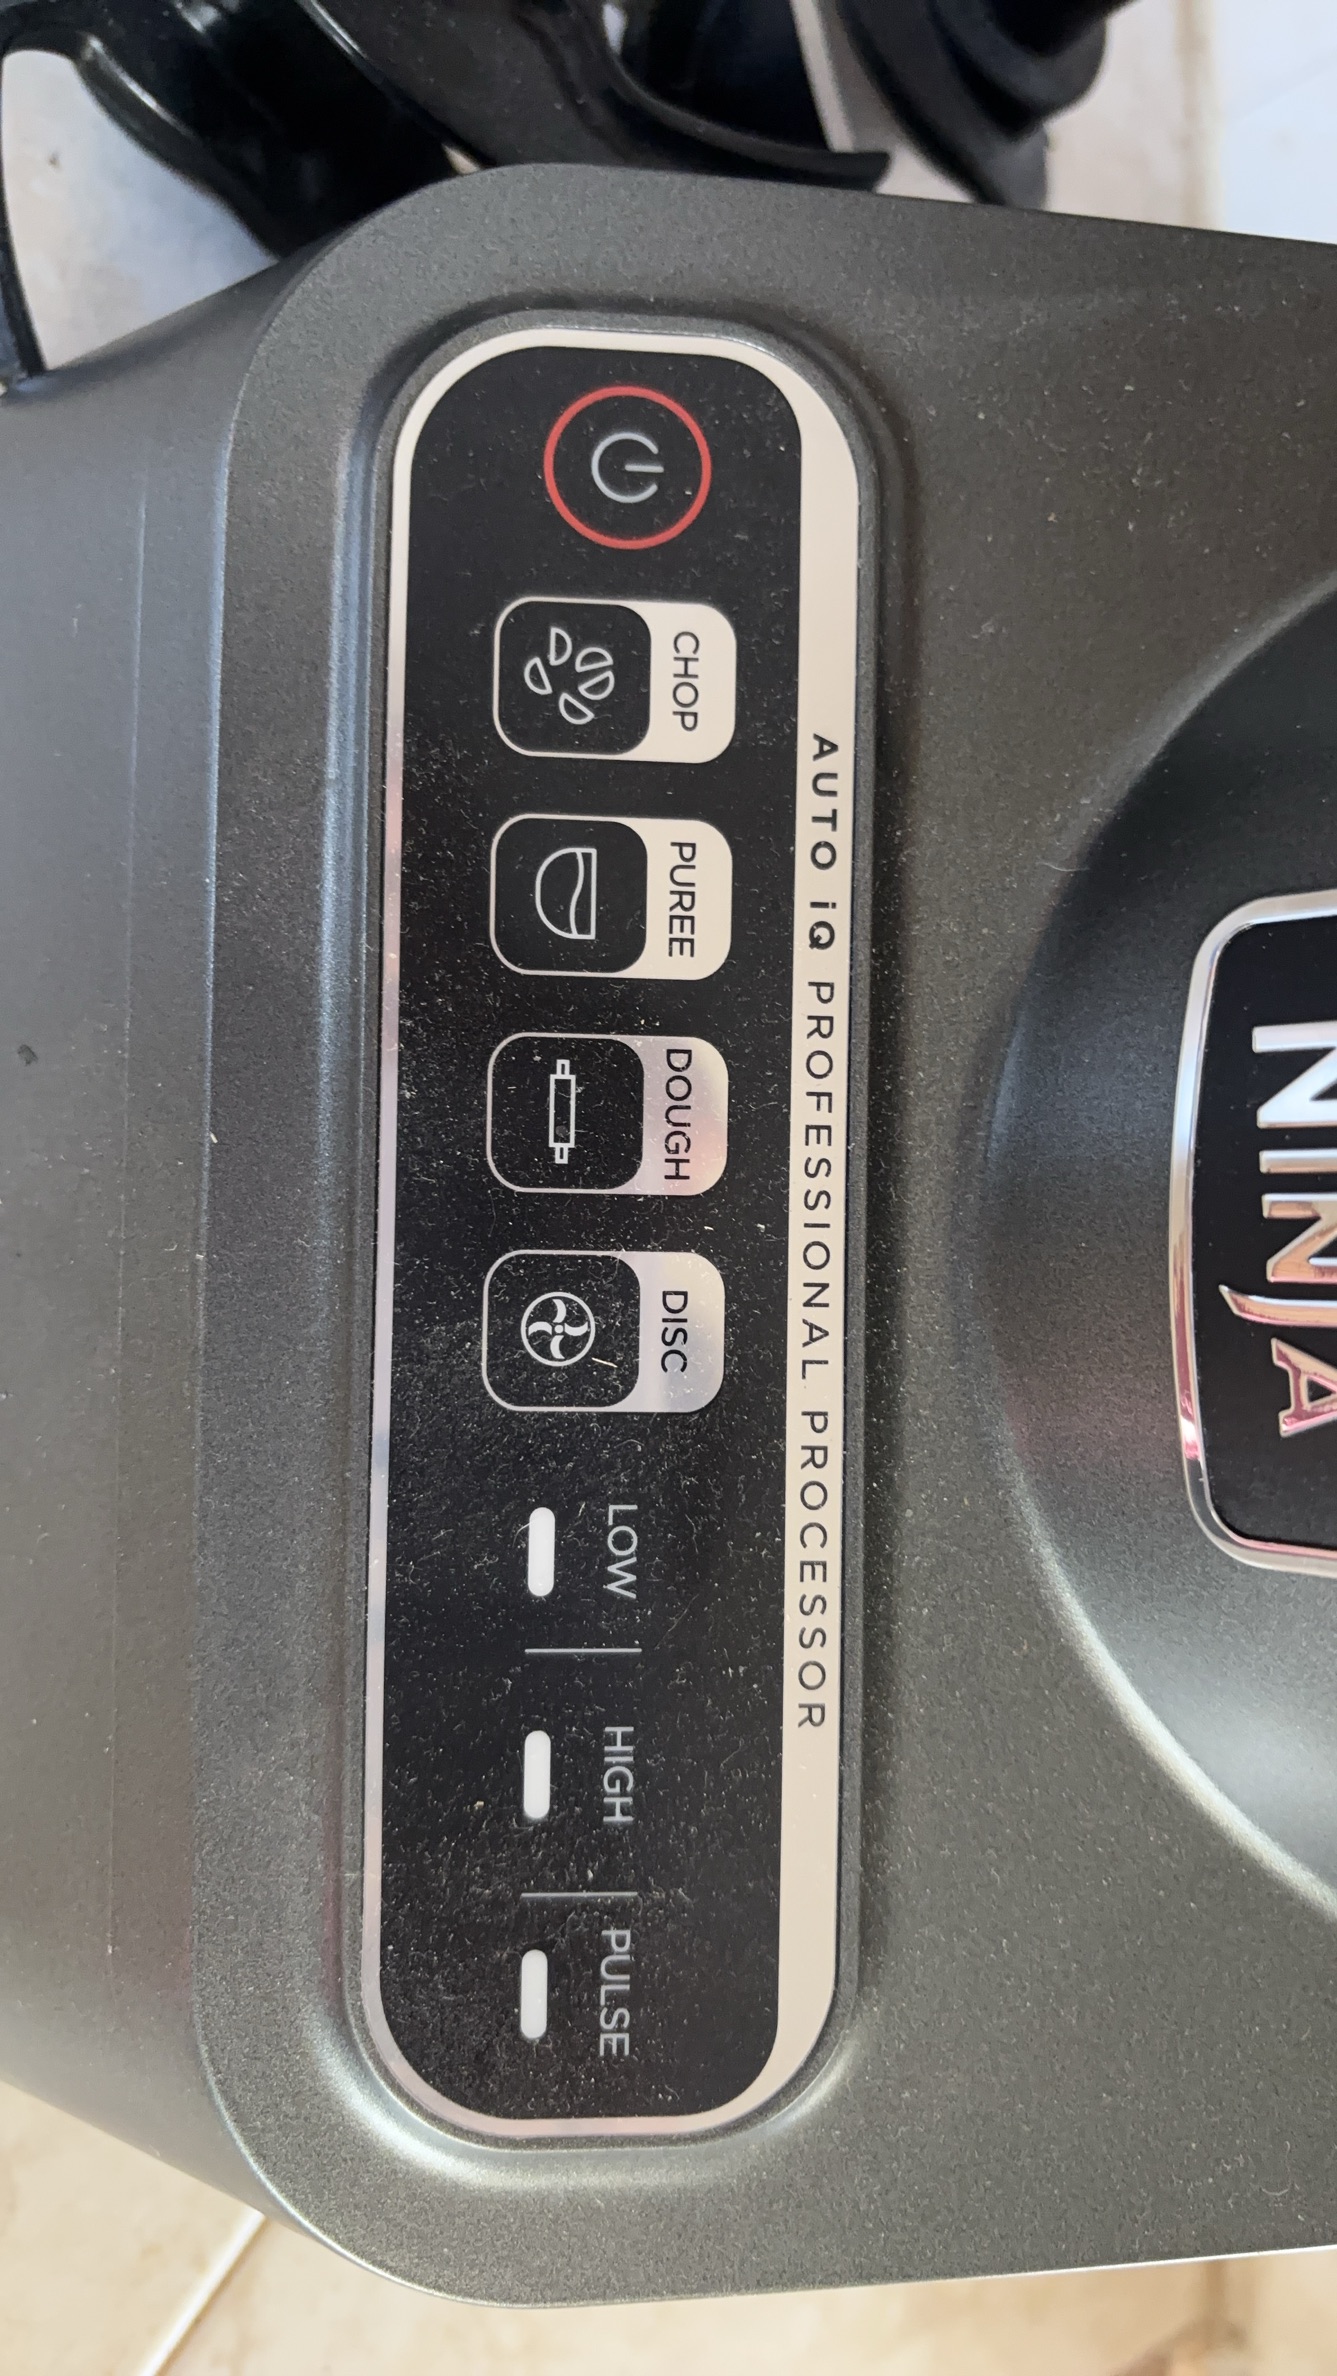 NINJA
AUTO iQ PROFESSIONAL PROCESSOR
CHOP
PUREE
DOUGH
DISC
LOW
HIGH
PULSE